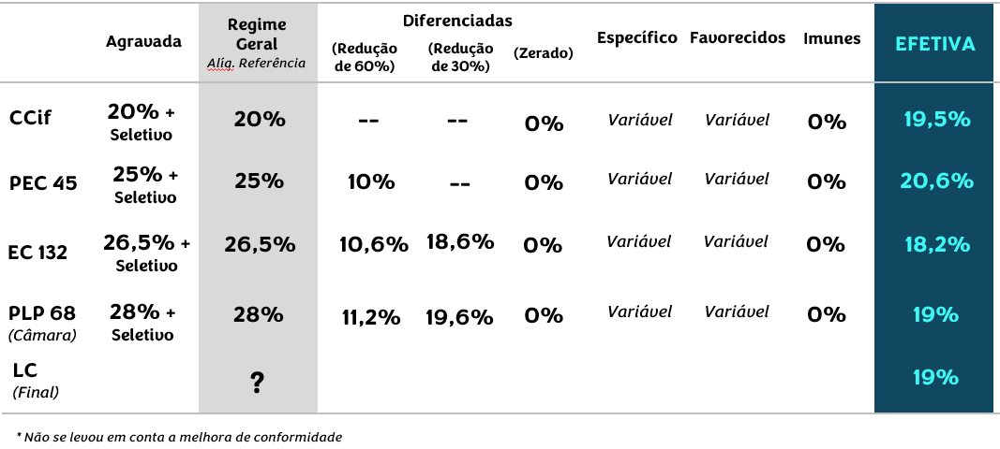 Diferenciadas
Agravada
Regime
Geral
Alíq. Referência
(Redução
de 60%)
(Redução
de 30%)
(Zerado)
Específico
Favorecidos
Imunes
EFETIVA
CCif
20% +
Seletivo
20%
--
--
0%
Variável
Variável
0%
19,5%
PEC 45
25% +
Seletivo
25%
10%
--
0%
Variável
Variável
0%
20,6%
EC 132
26,5% +
Seletivo
26,5%
10,6%
18,6%
0%
Variável
Variável
0%
18,2%
PLP 68
(Câmara)
28% +
Seletivo
28%
11,2%
19,6%
0%
Variável
Variável
0%
19%
LC
(Final)
?
19%
* Não se levou em conta a melhora de conformidade